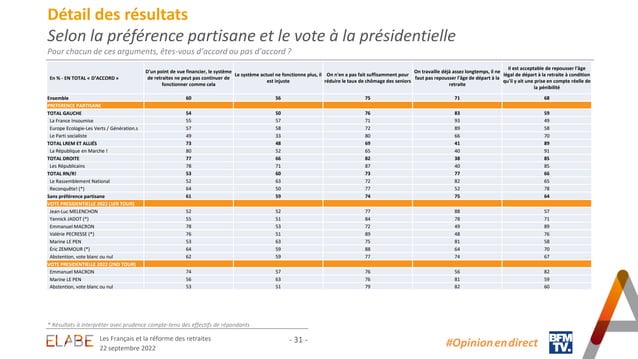 Détail des résultats
Selon la préférence partisane et le vote à la présidentielle
Pour chacun de ces arguments, êtes-vous d'accord ou pas d'accord ?
En % - EN TOTAL « D'ACCORD » D'un point de vue financier, le système de retraites ne peut pas continuer de fonctionner comme cela Le système actuel ne fonctionne plus, il est injuste On n'en a pas fait suffisamment pour réduire le taux de chômage des seniors On travaille déjà assez longtemps, il ne faut pas repousser l'âge de départ à la retraite Il est acceptable de repousser l'âge légal de départ à la retraite à condition qu'il y ait une prise en compte réelle de la pénibilité
Ensemble 60 56 75 71 68
PREFERENCE PARTISANE
TOTAL GAUCHE 54 50 76 83 59
La France Insoumise 55 57 71 93 49
Europe Ecologie-Les Verts / Génération.s 57 58 72 89 58
Le Parti socialiste 49 33 80 66 70
TOTAL LREM ET ALLIÉS 73 48 69 41 89
La République en Marche ! 80 52 65 40 91
TOTAL DROITE 77 66 82 38 85
Les Républicains 78 71 87 40 85
TOTAL RN/R! 53 60 73 77 66
Le Rassemblement National 52 63 72 82 65
Reconquête! (*) 64 50 77 52 78
Sans préférence partisane 61 59 74 75 64
VOTE PRESIDENTIELLE 2022 (1ER TOUR)
Jean-Luc MELENCHON 52 52 77 88 57
Yannick JADOT (*) 55 51 84 78 71
Emmanuel MACRON 78 53 72 49 89
Valérie PECRESSE (*) 76 51 89 48 76
Marine LE PEN 53 63 75 81 58
Éric ZEMMOUR (*) 64 59 88 64 70
Abstention, vote blanc ou nul 62 59 77 74 67
VOTE PRESIDENTIELLE 2022 (2ND TOUR)
Emmanuel MACRON 74 57 76 56 82
Marine LE PEN 56 63 76 81 59
Abstention, vote blanc ou nul 53 51 79 82 60
* Résultats à interpréter avec prudence compte-tenu des effectifs de répondants
ELABE
Les Français et la réforme des retraites
22 septembre 2022
- 31 -
#Opinion en direct
BFM
TV.